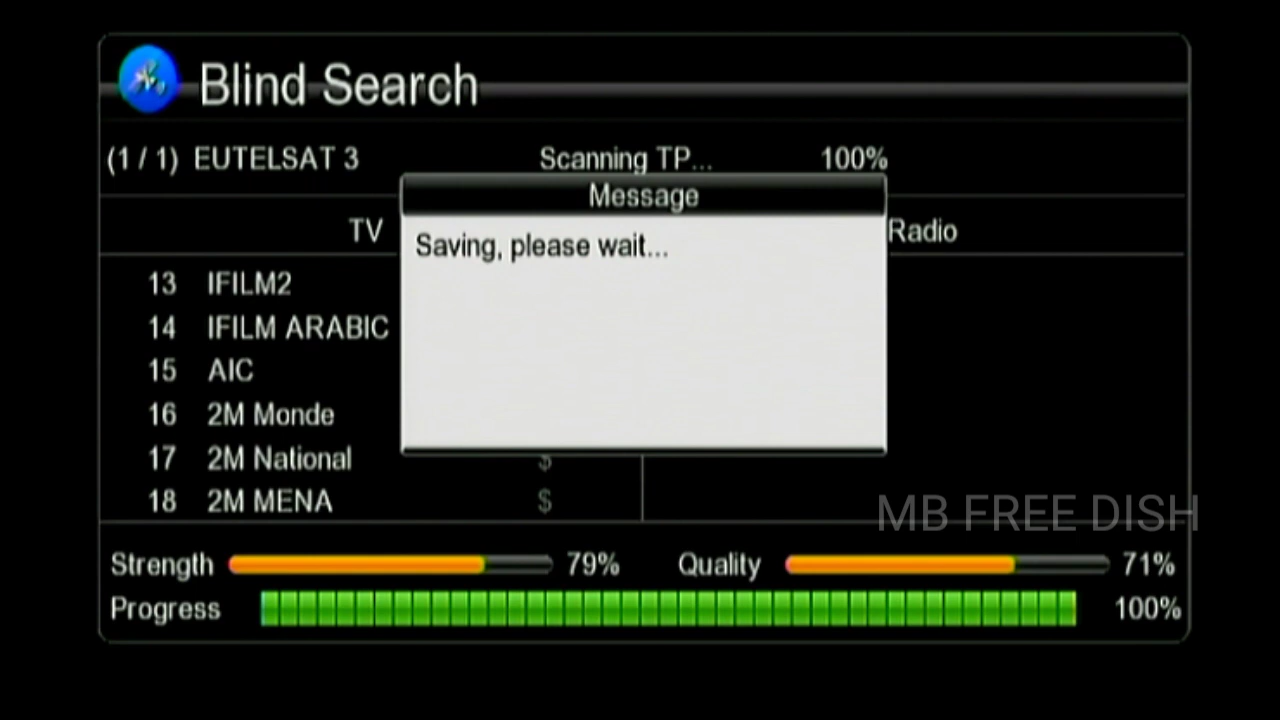 Blind Search
(1 / 1) EUTELSAT 3 Scanning TP... 100%
Message
TV Radio
Saving, please wait...
13 IFILM2
14 IFILM ARABIC
15 AIC
16 2M Monde
17 2M National $
18 2M MENA $
MB FREE DISH
Strength 79% Quality 71%
Progress 100%